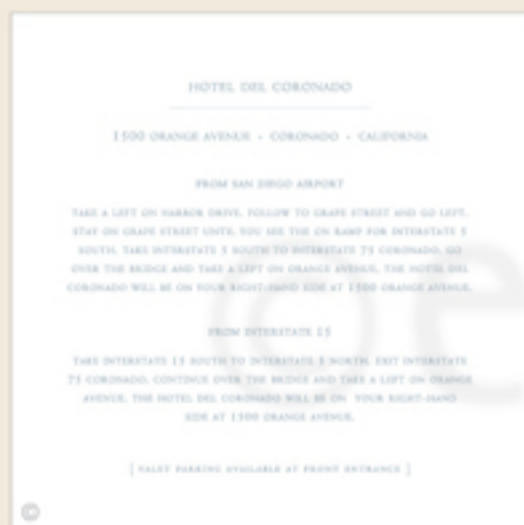 HOTEL DEL CORONADO
1500 ORANGE AVENUE • CORONADO • CALIFORNIA
FROM SAN DIEGO AIRPORT
TAKE A LEFT ON HARBOR DRIVE, FOLLOW TO GRAPE STREET AND GO LEFT.
STAY ON GRAPE STREET UNTIL YOU SEE THE ON RAMP FOR INTERSTATE 5
SOUTH. TAKE INTERSTATE 5 SOUTH TO INTERSTATE 75 CORONADO, GO
OVER THE BRIDGE AND TAKE A LEFT ON ORANGE AVENUE, THE HOTEL DEL
CORONADO WILL BE ON YOUR RIGHT-HAND SIDE AT 1500 ORANGE AVENUE.
FROM INTERSTATE 15
TAKE INTERSTATE 15 SOUTH TO INTERSTATE 5 NORTH. EXIT INTERSTATE
75 CORONADO. CONTINUE OVER THE BRIDGE AND TAKE A LEFT ON ORANGE
AVENUE, THE HOTEL DEL CORONADO WILL BE ON YOUR RIGHT-HAND
SIDE AT 1500 ORANGE AVENUE.
[ VALET PARKING AVAILABLE AT FRONT ENTRANCE ]